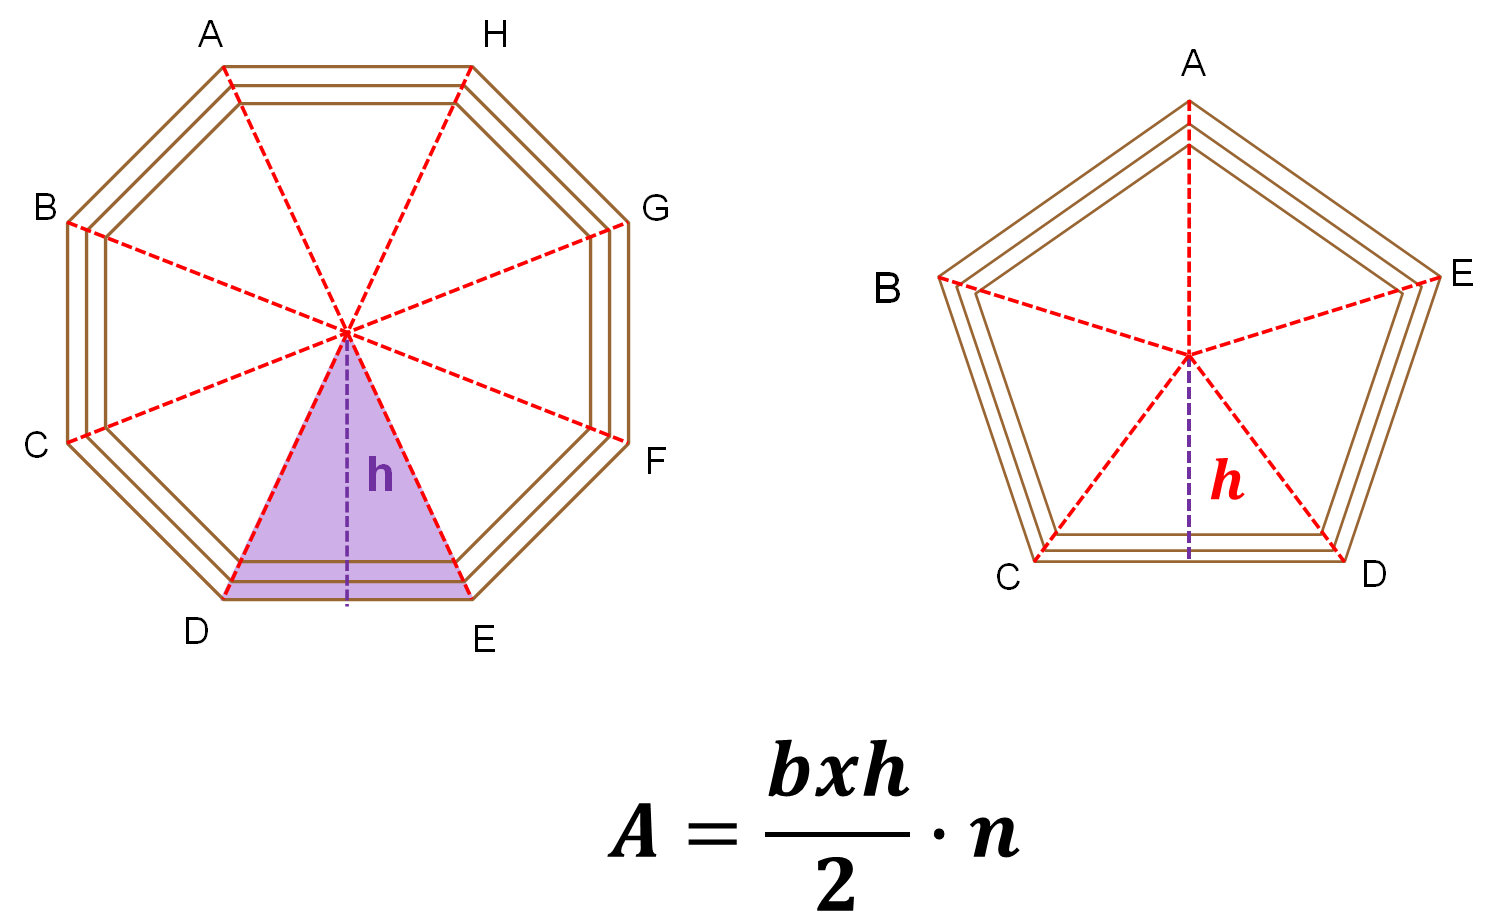 A H
B G
h
C F
D E
A
B E
h
C D
A = bxh/2 · n